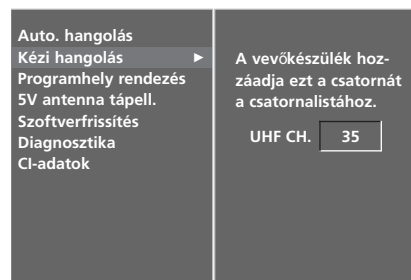 Auto. hangolás
Kézi hangolás ►
Programhely rendezés
5V antenna tápell.
Szoftverfrissítés
Diagnosztika
CI-adatok
A vevőkészülék hoz-
záadja ezt a csatornát
a csatornalistához.
UHF CH. 35